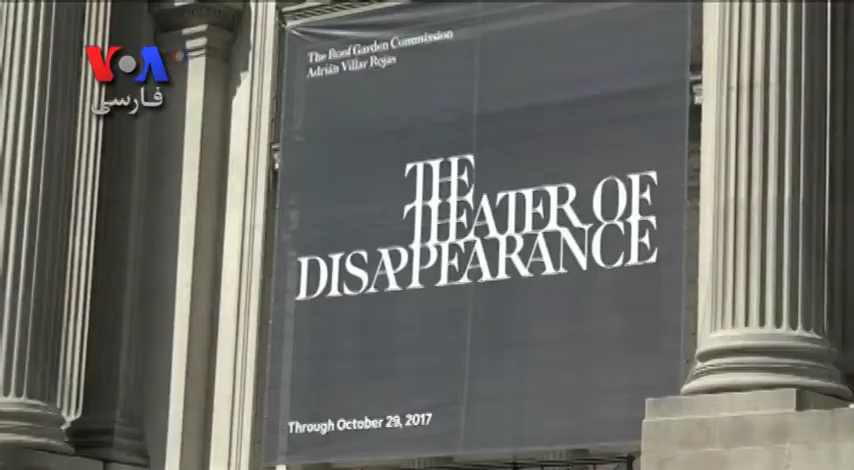 VOA
فارسی
The Roof Garden Commission
Adrián Villar Rojas
THE
THEATER OF
DISAPPEARANCE
Through October 29, 2017